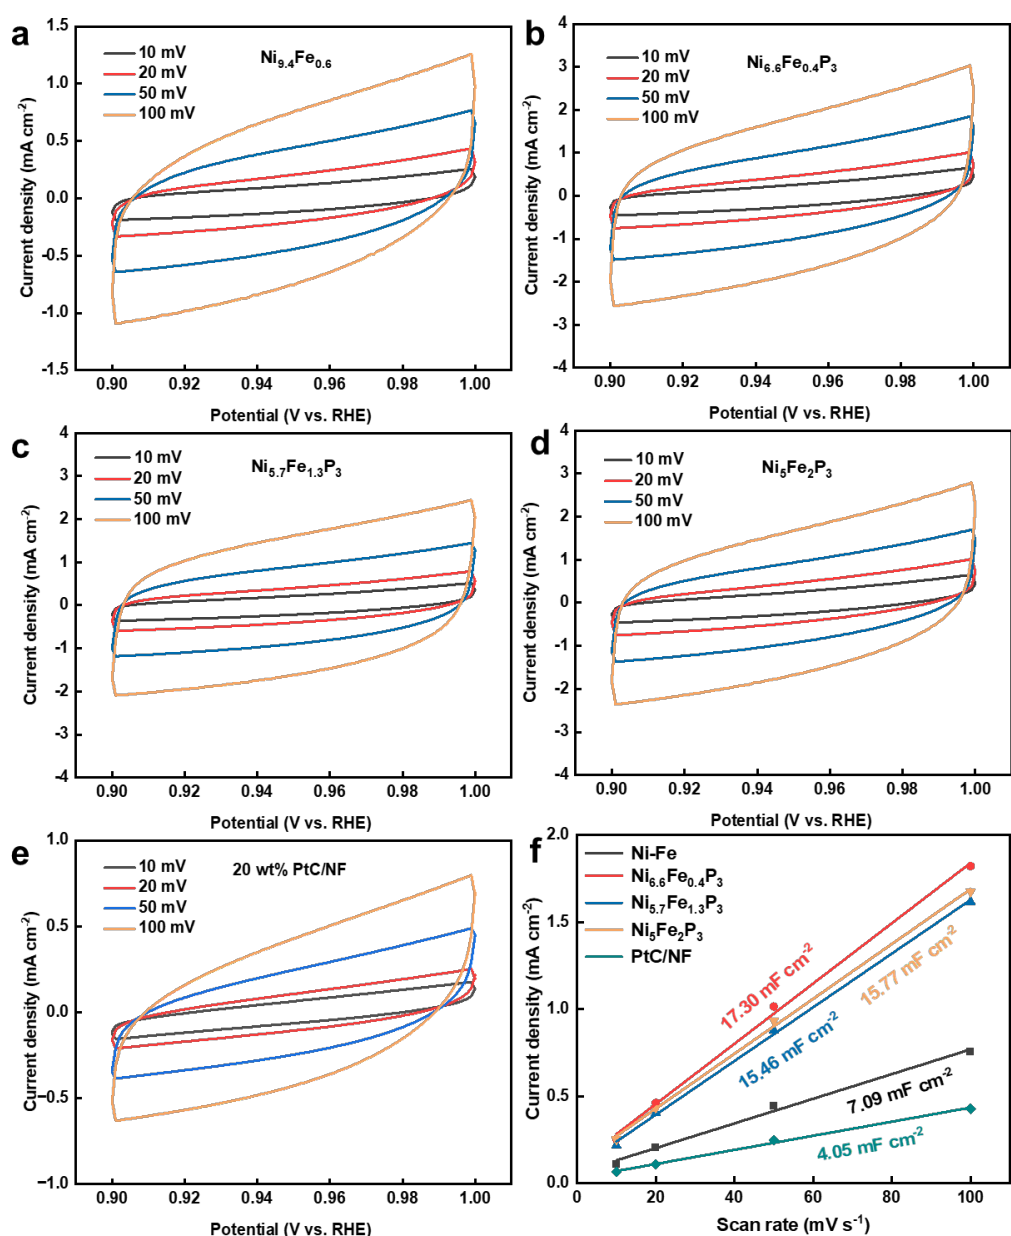 a
10 mV
20 mV
50 mV
100 mV
Ni9.4Fe0.6
1.5
1.0
0.5
0.0
-0.5
-1.0
-1.5
0.90
0.92
0.94
0.96
0.98
1.00
Current density (mA cm-2)
Potential (V vs. RHE)
b
10 mV
20 mV
50 mV
100 mV
Ni6.6Fe0.4P3
4
3
2
1
0
-1
-2
-3
-4
0.90
0.92
0.94
0.96
0.98
1.00
Current density (mA cm-2)
Potential (V vs. RHE)
c
10 mV
20 mV
50 mV
100 mV
Ni5.7Fe1.3P3
4
3
2
1
0
-1
-2
-3
-4
0.90
0.92
0.94
0.96
0.98
1.00
Current density (mA cm-2)
Potential (V vs. RHE)
d
10 mV
20 mV
50 mV
100 mV
Ni5Fe2P3
4
3
2
1
0
-1
-2
-3
-4
0.90
0.92
0.94
0.96
0.98
1.00
Current density (mA cm-2)
Potential (V vs. RHE)
e
10 mV
20 mV
50 mV
100 mV
20 wt% PtC/NF
1.0
0.5
0.0
−0.5
−1.0
0.90
0.92
0.94
0.96
0.98
1.00
Current density (mA cm-2)
Potential (V vs. RHE)
f
Ni-Fe
Ni6.6Fe0.4P3
Ni5.7Fe1.3P3
Ni5Fe2P3
PtC/NF
17.30 mF cm-2
15.77 mF cm-2
15.46 mF cm-2
7.09 mF cm-2
4.05 mF cm-2
2.0
1.5
1.0
0.5
0.0
20
40
60
80
100
Current density (mA cm-2)
Scan rate (mV s-1)